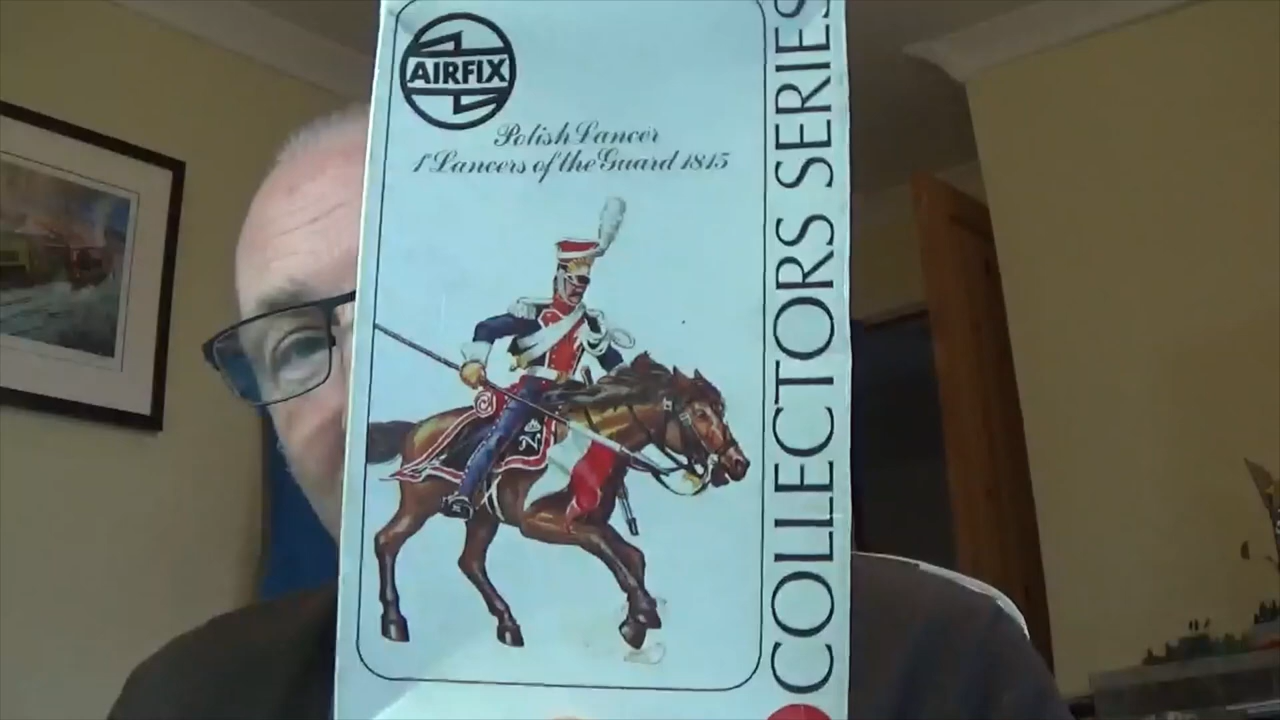 AIRFIX
Polish Lancer
1' Lancers of the Guard 1815
COLLECTORS SERIES
N